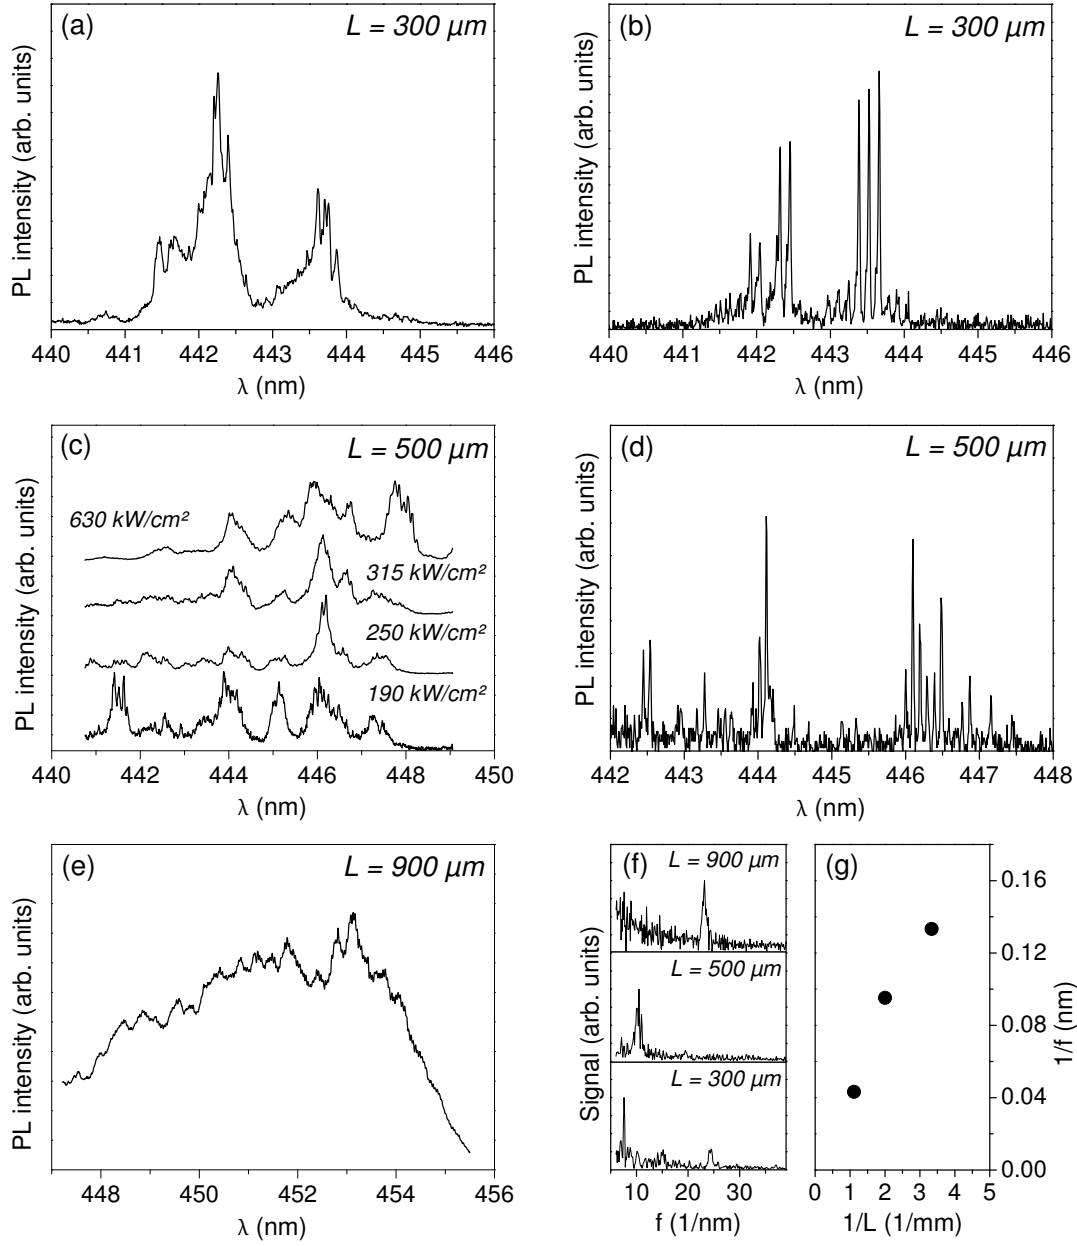 (a)
L = 300 µm
PL intensity (arb. units)
440 441 442 443 444 445 446
λ (nm)
(b)
L = 300 µm
PL intensity (arb. units)
440 441 442 443 444 445 446
λ (nm)
(c)
L = 500 µm
630 kW/cm²
315 kW/cm²
250 kW/cm²
190 kW/cm²
PL intensity (arb. units)
440 442 444 446 448 450
λ (nm)
(d)
L = 500 µm
PL intensity (arb. units)
442 443 444 445 446 447 448
λ (nm)
(e)
L = 900 µm
PL intensity (arb. units)
448 450 452 454 456
λ (nm)
(f)
L = 900 µm
L = 500 µm
L = 300 µm
Signal (arb. units)
10 20 30
f (1/nm)
(g)
0.16
0.12
0.08
0.04
0.00
1/f (nm)
0 1 2 3 4 5
1/L (1/mm)